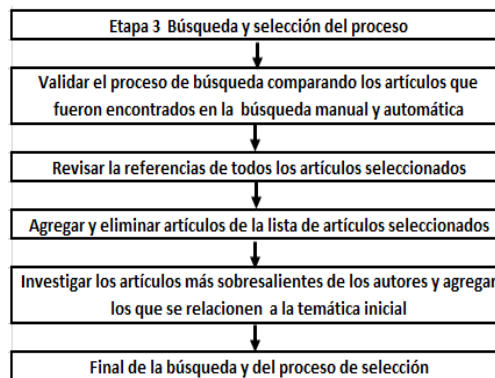 Etapa 3 Búsqueda y selección del proceso
Validar el proceso de búsqueda comparando los artículos que
fueron encontrados en la búsqueda manual y automática
Revisar la referencias de todos los artículos seleccionados
Agregar y eliminar artículos de la lista de artículos seleccionados
Investigar los artículos más sobresalientes de los autores y agregar
los que se relacionen a la temática inicial
Final de la búsqueda y del proceso de selección